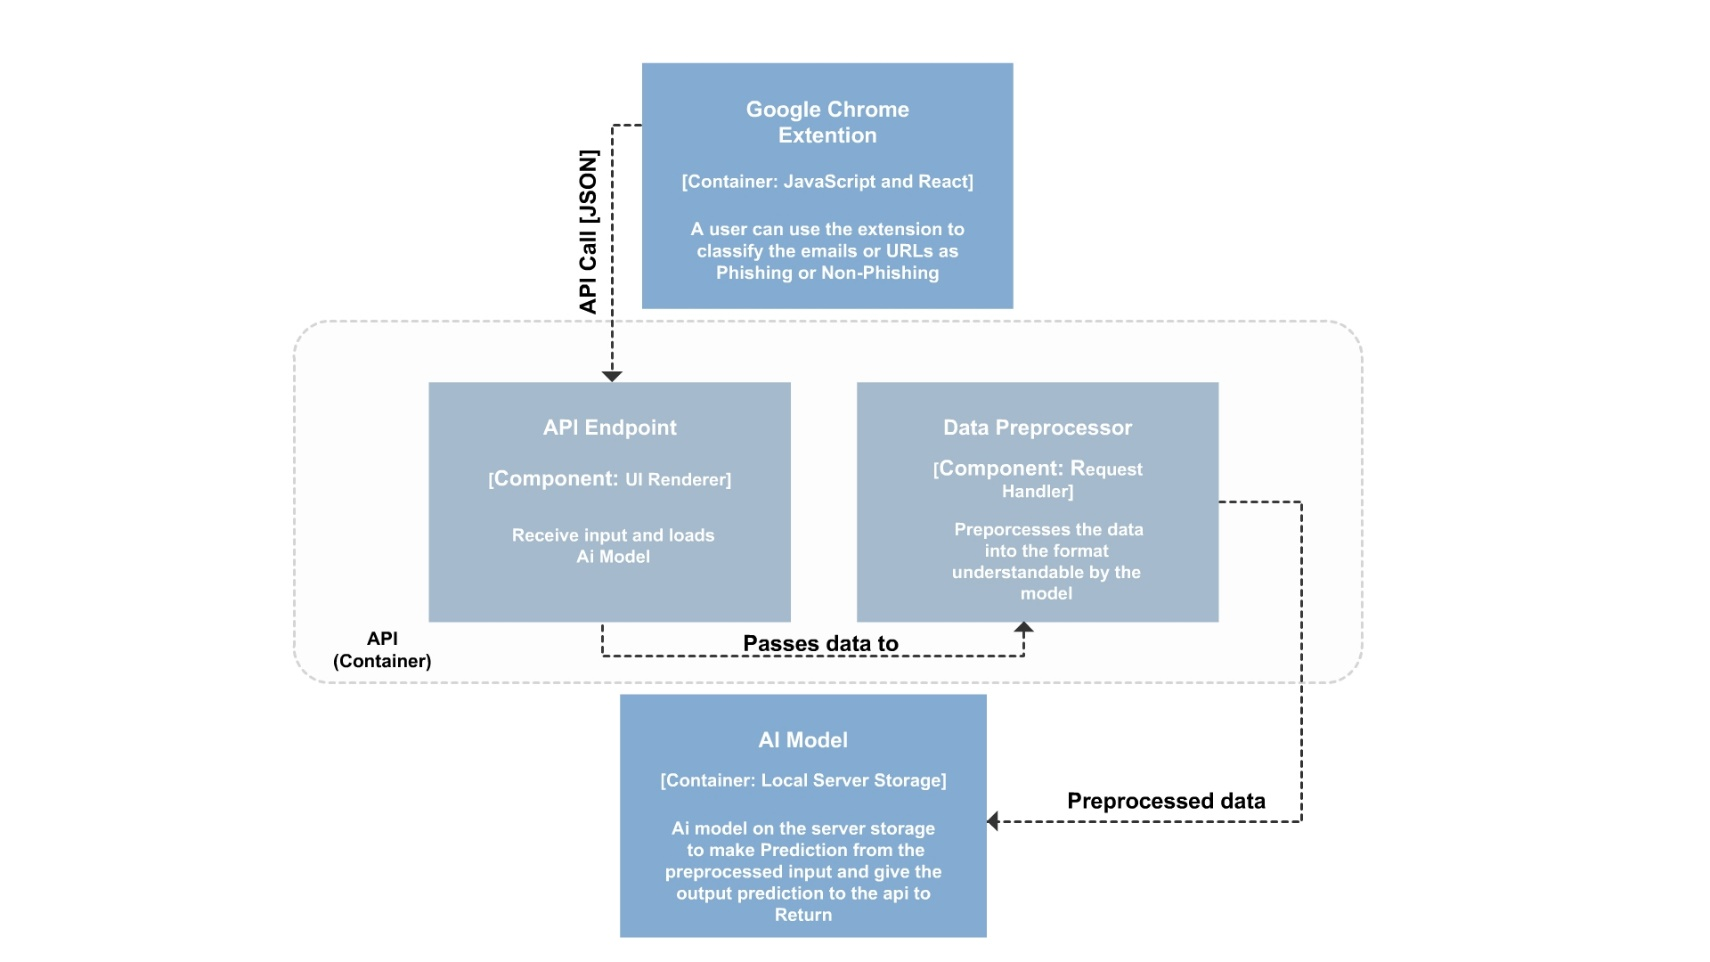 Google Chrome
Extention
[Container: JavaScript and React]
A user can use the extension to
classify the emails or URLs as
Phishing or Non-Phishing
API Call [JSON]
API Endpoint
[Component: UI Renderer]
Receive input and loads
Ai Model
Data Preprocessor
[Component: Request
Handler]
Preporcesses the data
into the format
understandable by the
model
API
(Container)
Passes data to
AI Model
[Container: Local Server Storage]
Ai model on the server storage
to make Prediction from the
preprocessed input and give the
output prediction to the api to
Return
Preprocessed data